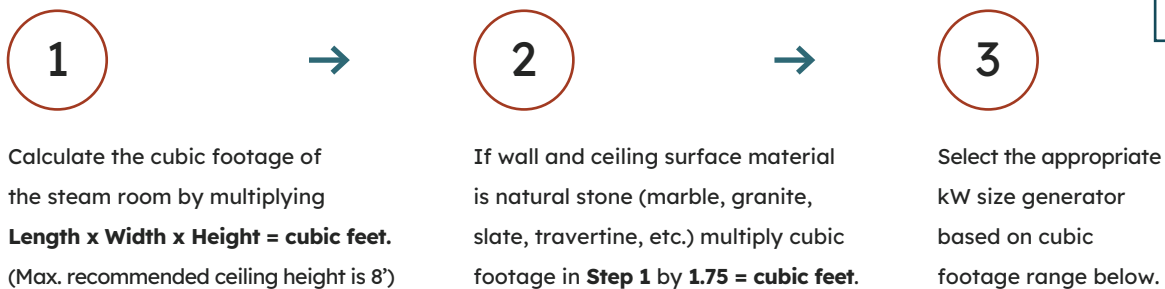 1
Calculate the cubic footage of
the steam room by multiplying
Length x Width x Height = cubic feet.
(Max. recommended ceiling height is 8’)
2
If wall and ceiling surface material
is natural stone (marble, granite,
slate, travertine, etc.) multiply cubic
footage in Step 1 by 1.75 = cubic feet.
3
Select the appropriate
kW size generator
based on cubic
footage range below.